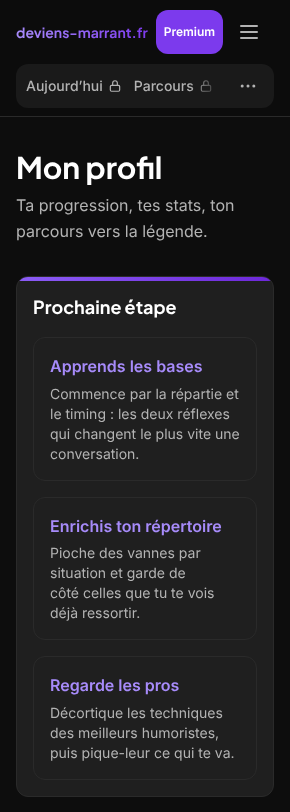 deviens-marrant.fr
Premium
Aujourd’hui
Parcours
Mon profil
Ta progression, tes stats, ton
parcours vers la légende.
Prochaine étape
Apprends les bases
Commence par la répartie et
le timing : les deux réflexes
qui changent le plus vite une
conversation.
Enrichis ton répertoire
Pioche des vannes par
situation et garde de
côté celles que tu te vois
déjà ressortir.
Regarde les pros
Décortique les techniques
des meilleurs humoristes,
puis pique-leur ce qui te va.